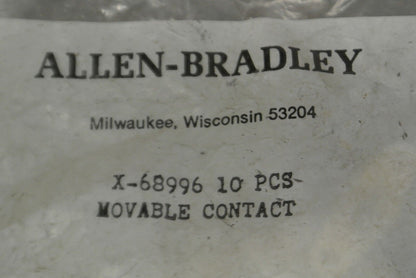 ALLEN-BRADLEY
Milwaukee, Wisconsin 53204
X-68996 10 PCS
MOVABLE CONTACT